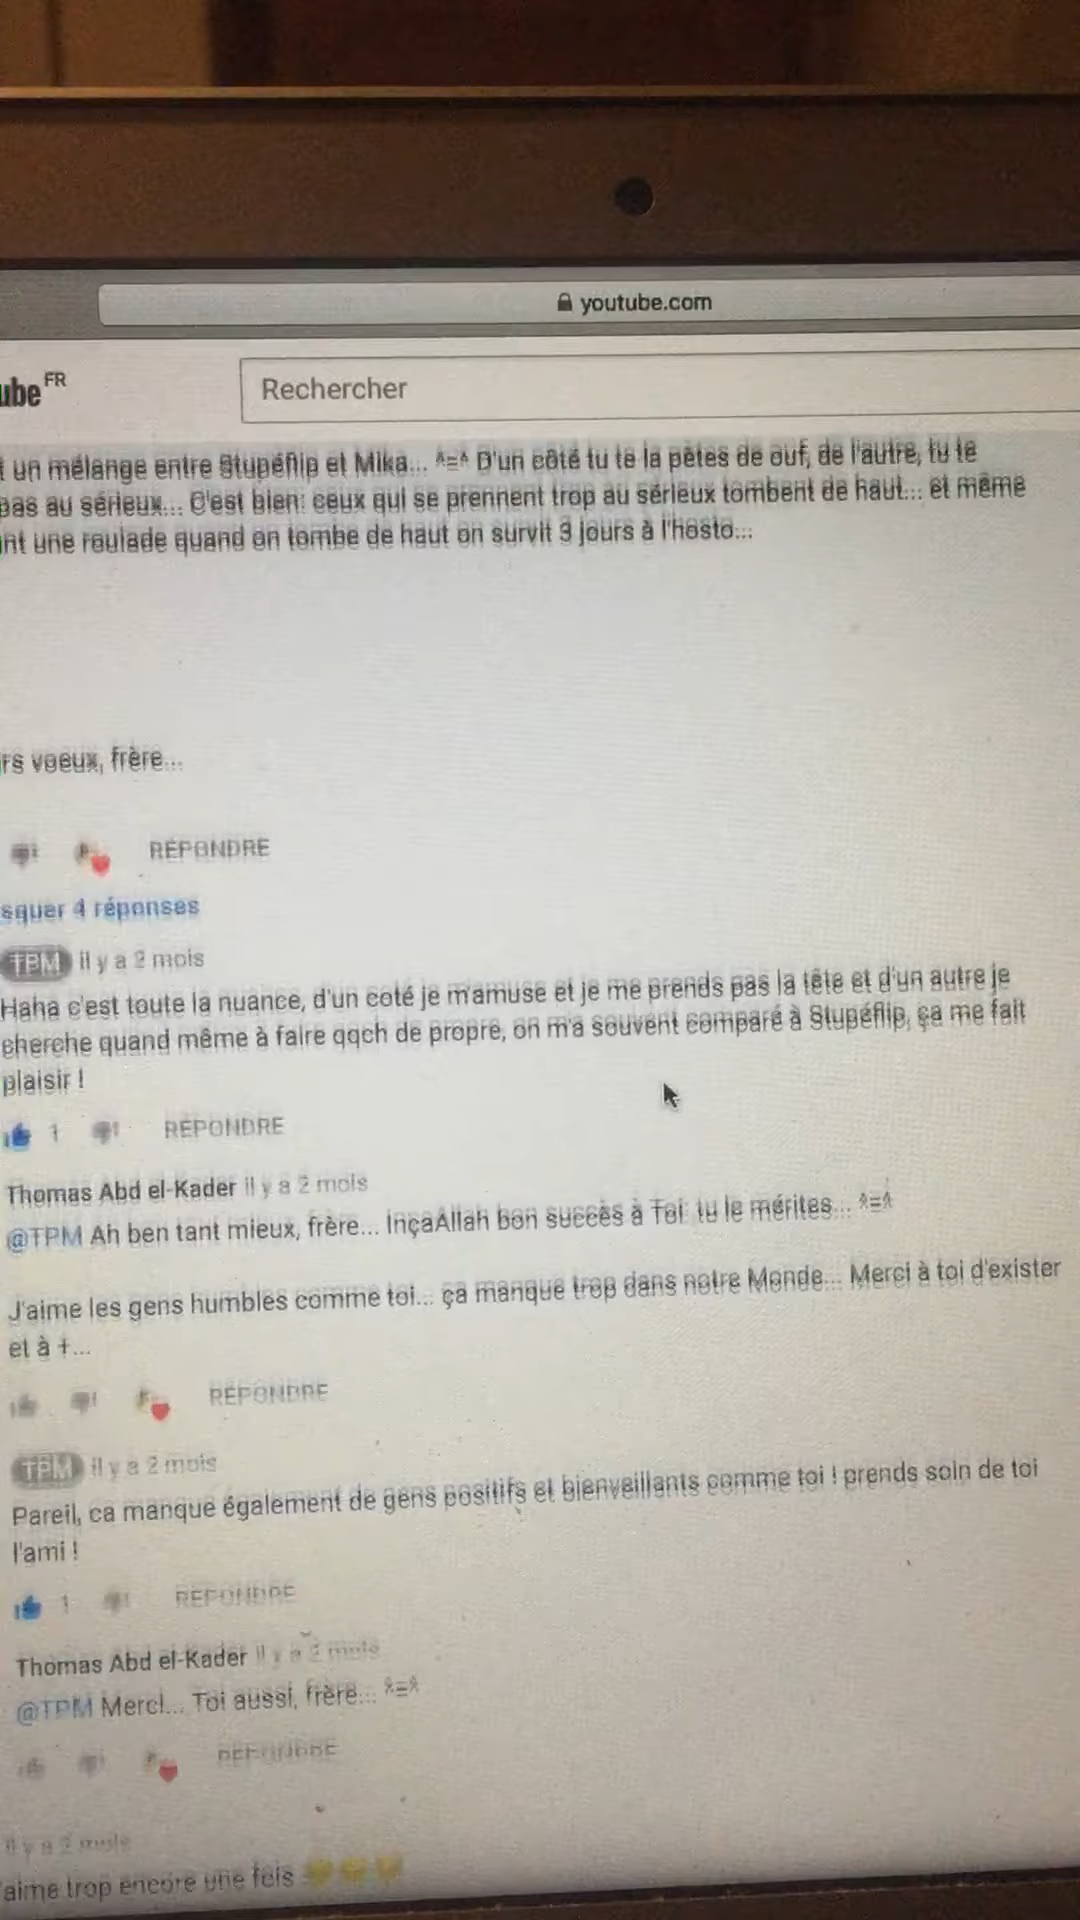 youtube.com
ube FR
Rechercher
un mélange entre Stupéflip et Mika... ^=^ D'un côté tu te la pètes de ouf, de l'autre, tu te
pas au sérieux... C'est bien: ceux qui se prennent trop au sérieux tombent de haut... et même
nt une roulade quand on tombe de haut on survit 3 jours à l'hosto...
rs voeux, frère...
RÉPONDRE
squer 4 réponses
TPM il y a 2 mois
Haha c'est toute la nuance, d'un coté je m'amuse et je me prends pas la tête et d'un autre je
cherche quand même à faire qqch de propre, on m'a souvent comparé à Stupéflip, ça me fait
plaisir !
1 RÉPONDRE
Thomas Abd el-Kader il y a 2 mois
@TPM Ah ben tant mieux, frère... InçaAllah bon succès à Toi: tu le mérites... ^=^
J'aime les gens humbles comme toi... ça manque trop dans notre Monde... Merci à toi d'exister
et à +...
RÉPONDRE
TPM il y a 2 mois
Pareil, ca manque également de gens positifs et bienveillants comme toi ! prends soin de toi
l'ami !
1 RÉPONDRE
Thomas Abd el-Kader il y a 2 mois
@TPM Merci... Toi aussi, frère... ^=^
RÉPONDRE
il y a 2 mois
'aime trop encore une fois